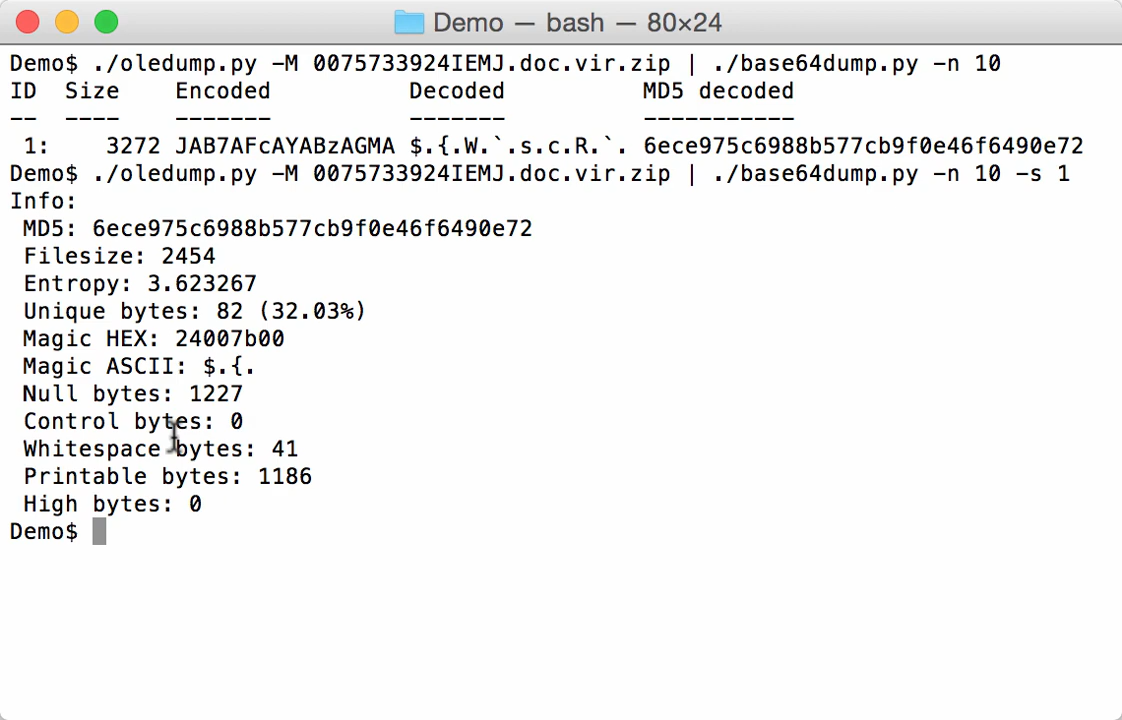 Demo — bash — 80×24
Demo$ ./oledump.py -M 0075733924IEMJ.doc.vir.zip | ./base64dump.py -n 10
ID  Size    Encoded          Decoded          MD5 decoded
--  ----    -------          -------          -----------
 1:    3272 JAB7AFcAYABzAGMA $.{.W.`.s.c.R.`. 6ece975c6988b577cb9f0e46f6490e72
Demo$ ./oledump.py -M 0075733924IEMJ.doc.vir.zip | ./base64dump.py -n 10 -s 1
Info:
 MD5: 6ece975c6988b577cb9f0e46f6490e72
 Filesize: 2454
 Entropy: 3.623267
 Unique bytes: 82 (32.03%)
 Magic HEX: 24007b00
 Magic ASCII: $.{.
 Null bytes: 1227
 Control bytes: 0
 Whitespace bytes: 41
 Printable bytes: 1186
 High bytes: 0
Demo$